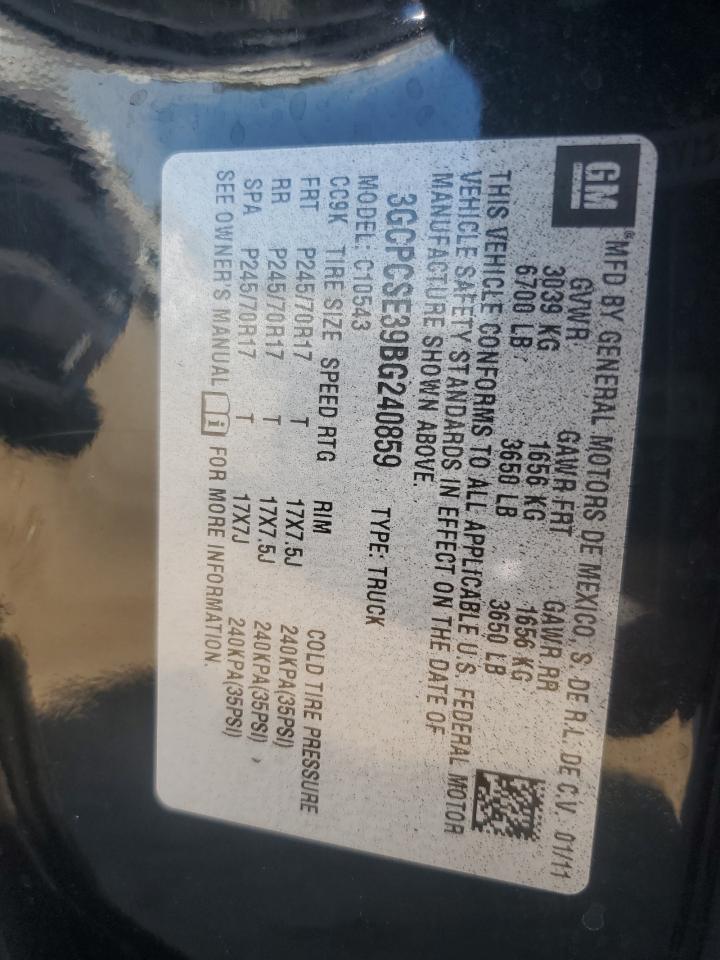 GM
®MFD BY GENERAL MOTORS DE MEXICO, S. DE R.L. DE C.V. 01/11
GVWR GAWR FRT GAWR RR
3039 KG 1656 KG 1656 KG
6700 LB 3650 LB 3650 LB
THIS VEHICLE CONFORMS TO ALL APPLICABLE U.S. FEDERAL MOTOR
VEHICLE SAFETY STANDARDS IN EFFECT ON THE DATE OF
MANUFACTURE SHOWN ABOVE.
3GCPCSE39BG240859 TYPE: TRUCK
MODEL: C10543
CC9K TIRE SIZE SPEED RTG RIM COLD TIRE PRESSURE
FRT P245/70R17 T 17X7.5J 240KPA(35PSI)
RR P245/70R17 T 17X7.5J 240KPA(35PSI)
SPA P245/70R17 T 17X7J 240KPA(35PSI)
SEE OWNER'S MANUAL i FOR MORE INFORMATION.